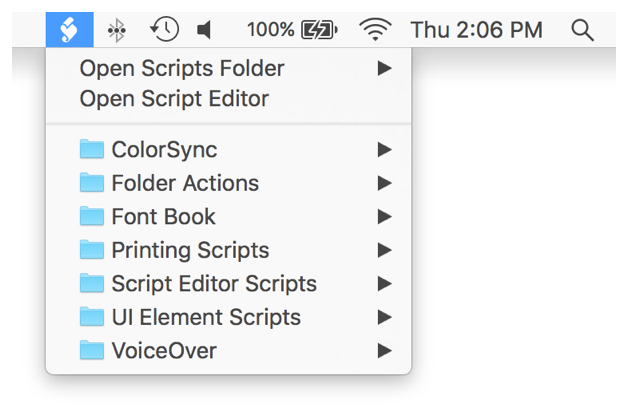 100% Thu 2:06 PM
Open Scripts Folder
Open Script Editor
ColorSync
Folder Actions
Font Book
Printing Scripts
Script Editor Scripts
UI Element Scripts
VoiceOver